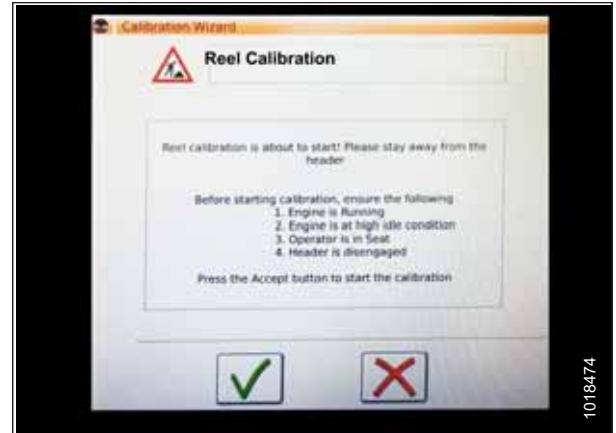 Calibration Wizard
Reel Calibration
Reel calibration is about to start! Please stay away from the
header
Before starting calibration, ensure the following
1. Engine is Running
2. Engine is at high idle condition
3. Operator is in Seat
4. Header is disengaged
Press the Accept button to start the calibration
1018474